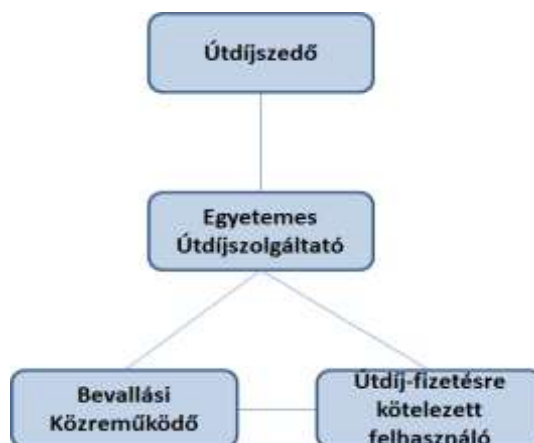 Útdíjszedő
Egyetemes
Útdíjszolgáltató
Bevallási
Közreműködő
Útdíj-fizetésre
kötelezett
felhasználó